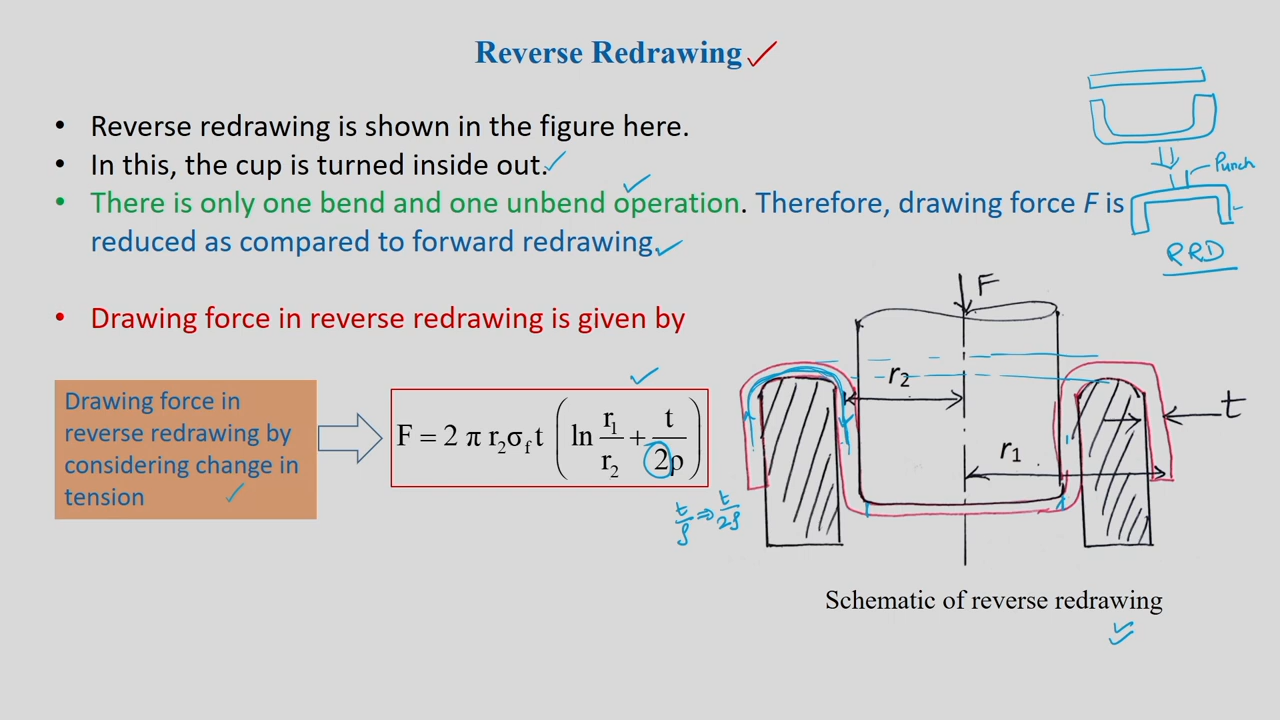 Reverse Redrawing
• Reverse redrawing is shown in the figure here.
• In this, the cup is turned inside out.
• There is only one bend and one unbend operation. Therefore, drawing force F is
reduced as compared to forward redrawing.
Punch
RRD
• Drawing force in reverse redrawing is given by
Drawing force in
reverse redrawing by
considering change in
tension
F = 2 π r₂σ_f t ( ln r₁/r₂ + t/2ρ )
t/ρ ⇒ t/2ρ
F
r₂
t
r₁
Schematic of reverse redrawing